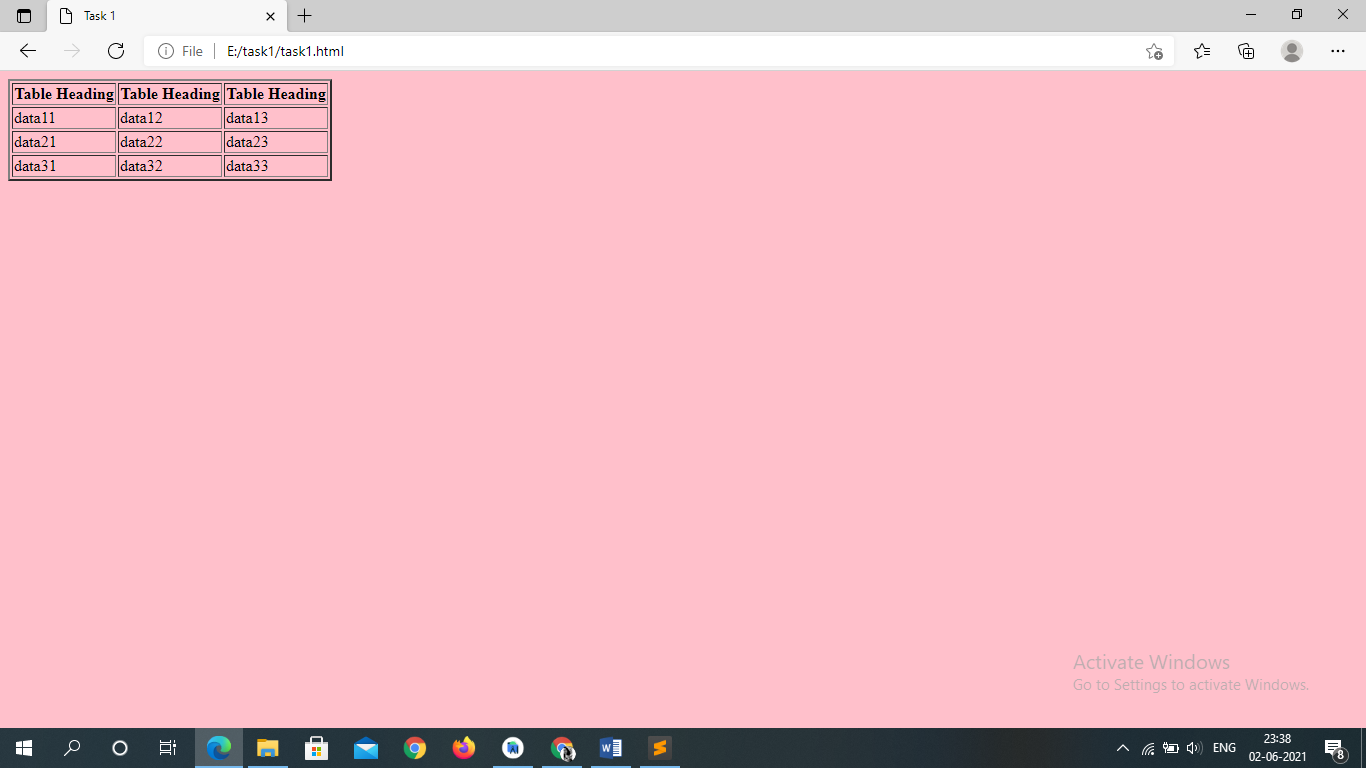 Task 1
File E:/task1/task1.html
Table Heading Table Heading Table Heading
data11 data12 data13
data21 data22 data23
data31 data32 data33
Activate Windows
Go to Settings to activate Windows.
W
ENG
23:38
02-06-2021
8